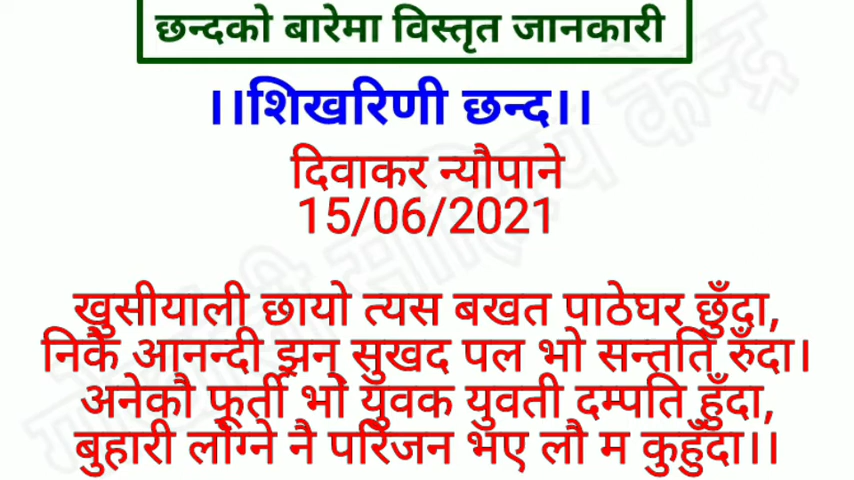 छन्दको बारेमा विस्तृत जानकारी
।।शिखरिणी छन्द।।
दिवाकर न्यौपाने
15/06/2021
खुसीयाली छायो त्यस बखत पाठेघर छुँदा,
निकै आनन्दी झन् सुखद पल भो सन्तति रुँदा।
अनेकौ फूर्ती भो युवक युवती दम्पति हुँदा,
बुहारी लोग्ने नै परिजन भए लौ म कुहुँदा।।